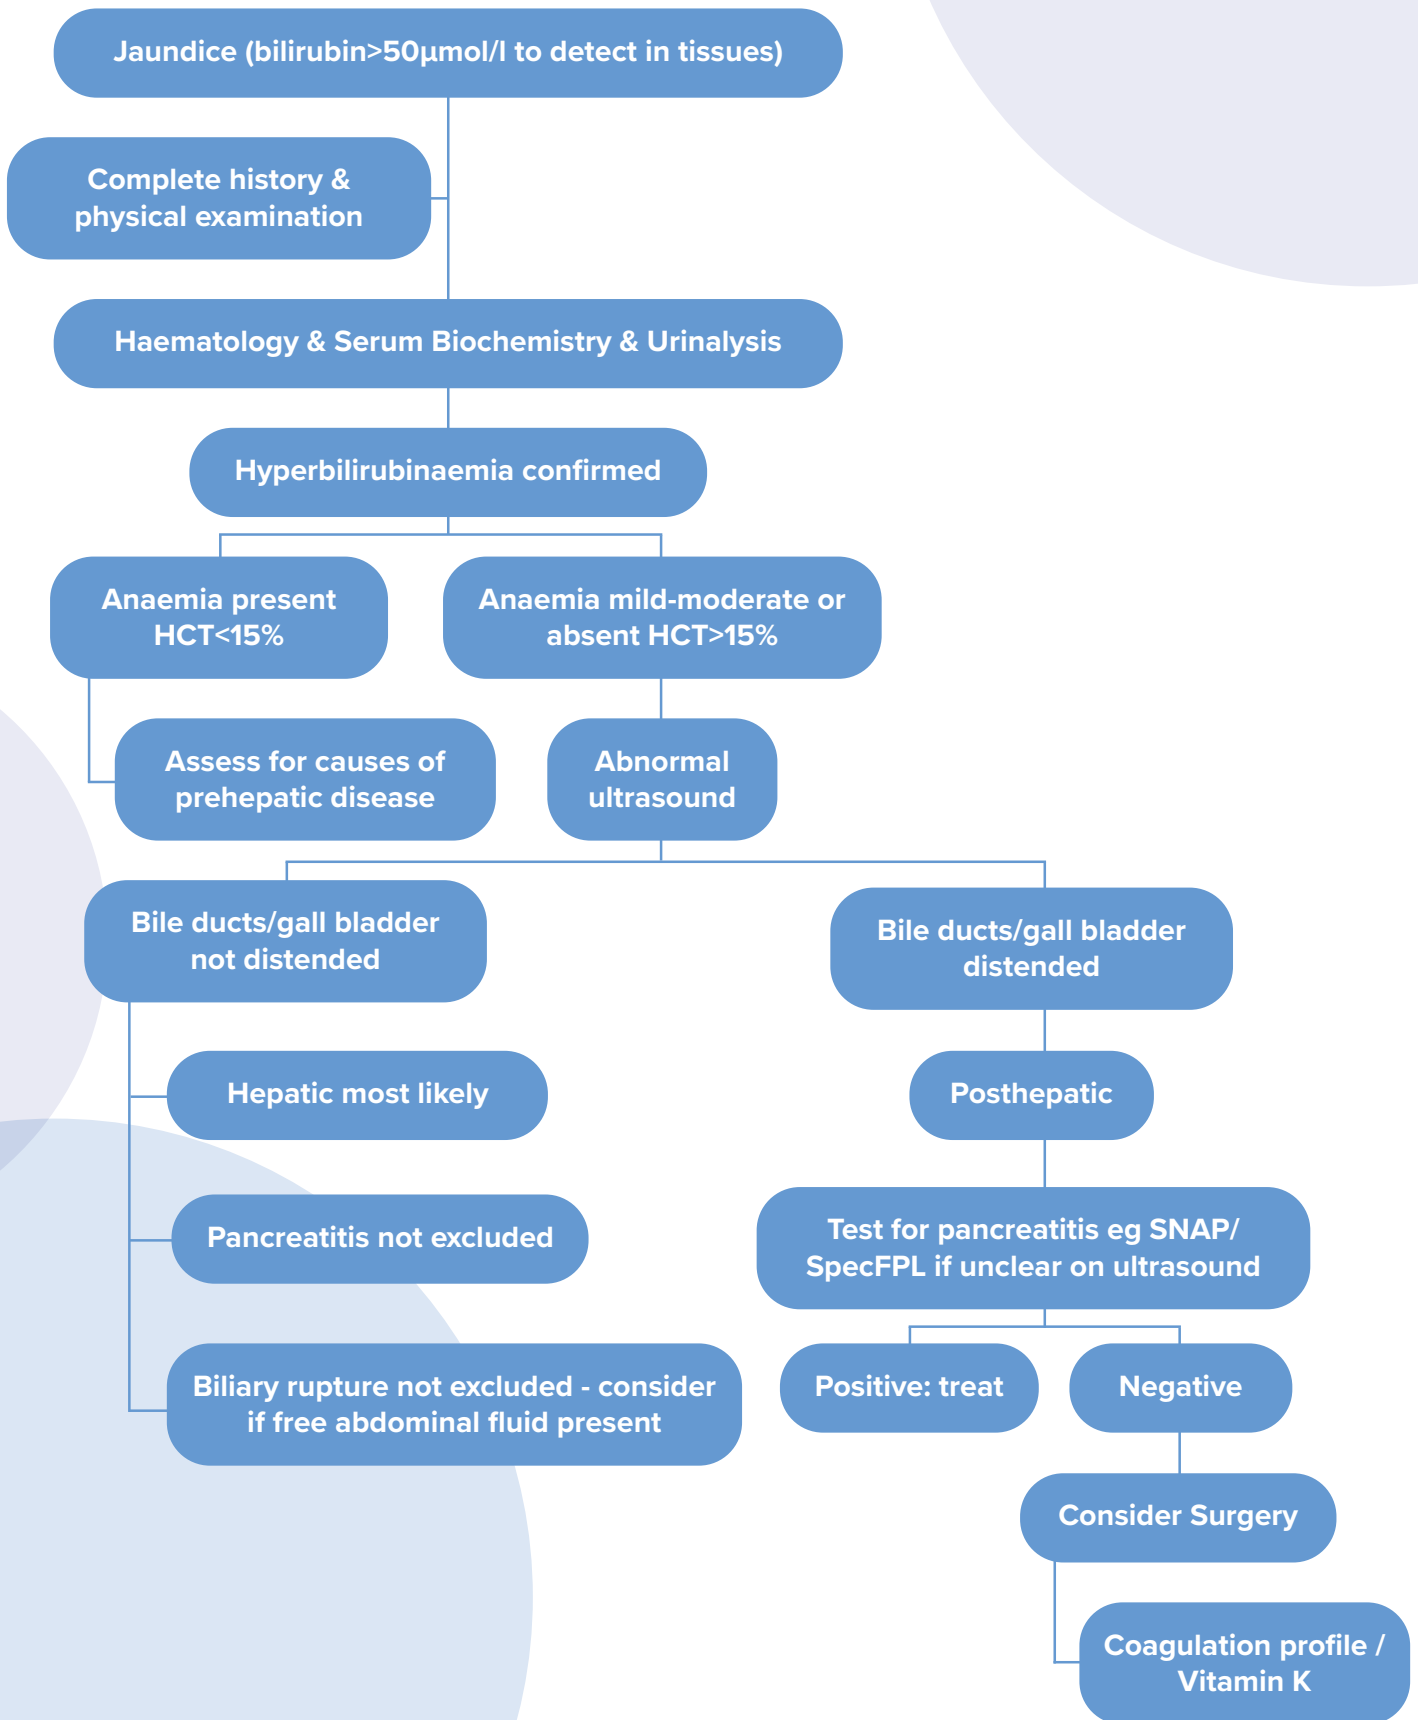 Jaundice (bilirubin>50µmol/l to detect in tissues)
Complete history &
physical examination
Haematology & Serum Biochemistry & Urinalysis
Hyperbilirubinaemia confirmed
Anaemia present
HCT<15%
Anaemia mild-moderate or
absent HCT>15%
Assess for causes of
prehepatic disease
Abnormal
ultrasound
Bile ducts/gall bladder
not distended
Bile ducts/gall bladder
distended
Hepatic most likely
Posthepatic
Pancreatitis not excluded
Test for pancreatitis eg SNAP/
SpecFPL if unclear on ultrasound
Biliary rupture not excluded - consider
if free abdominal fluid present
Positive: treat
Negative
Consider Surgery
Coagulation profile /
Vitamin K